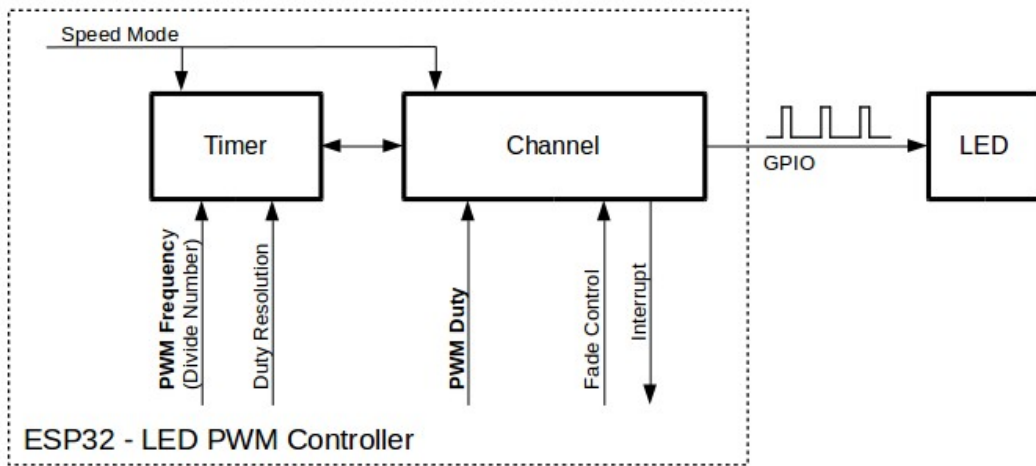 Speed Mode
Timer
Channel
GPIO
LED
PWM Frequency
(Divide Number)
Duty Resolution
PWM Duty
Fade Control
Interrupt
ESP32 - LED PWM Controller